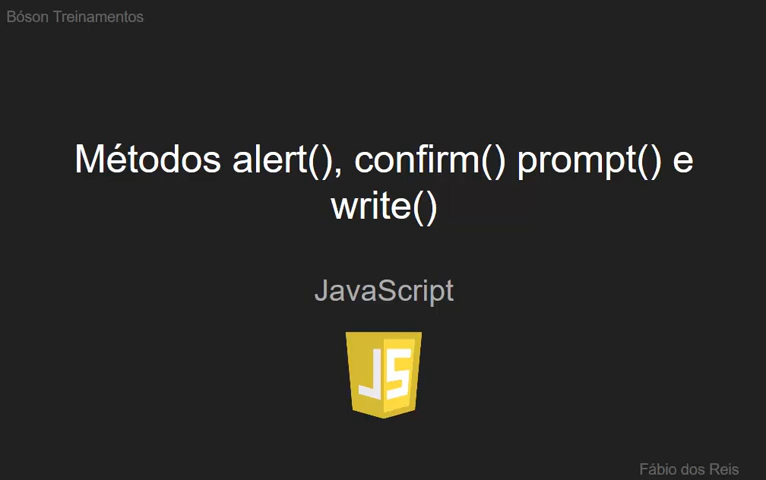 Bóson Treinamentos
Métodos alert(), confirm() prompt() e
write()
JavaScript
JS
Fábio dos Reis